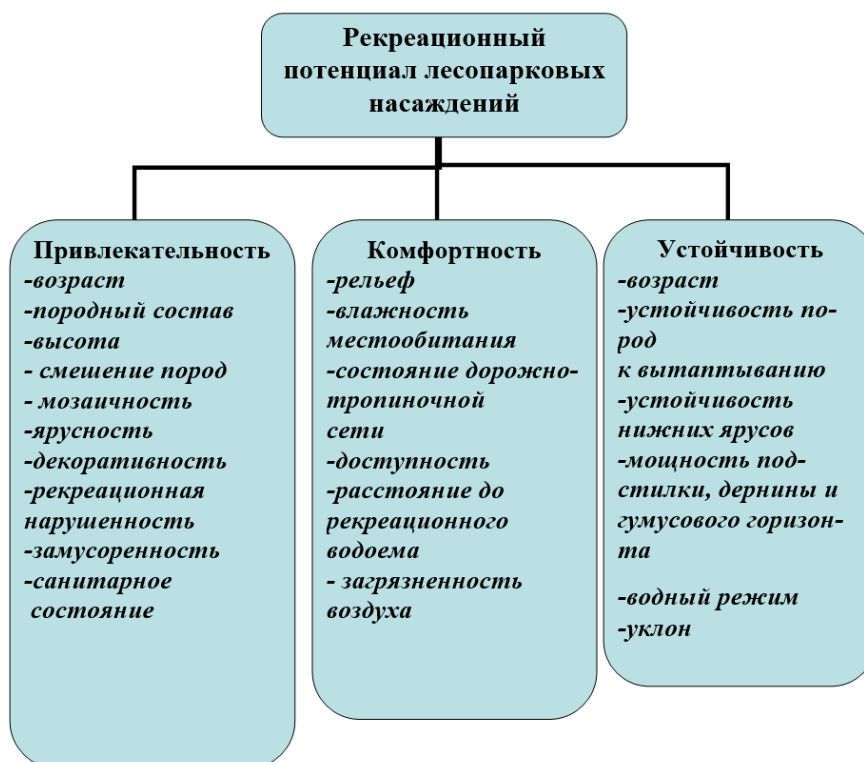 Рекреационный
потенциал лесопарковых
насаждений
Привлекательность
-возраст
-породный состав
-высота
- смешение пород
- мозаичность
-ярусность
-декоративность
-рекреационная
нарушенность
-замусоренность
-санитарное
состояние
Комфортность
-рельеф
-влажность
местообитания
-состояние дорожно-
тропиночной
сети
-доступность
-расстояние до
рекреационного
водоема
- загрязненность
воздуха
Устойчивость
-возраст
-устойчивость по-
род
к вытаптыванию
-устойчивость
нижних ярусов
-мощность под-
стилки, дернины и
гумусового горизон-
та
-водный режим
-уклон